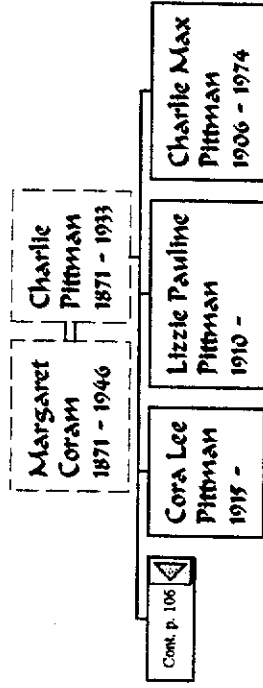 Margaret
Coram
1871 - 1946
Charlie
Pittman
1871 - 1933
Cont. p. 106
Cora Lee
Pittman
1915 -
Lizzie Pauline
Pittman
1910 -
Charlie Max
Pittman
1906 - 1974